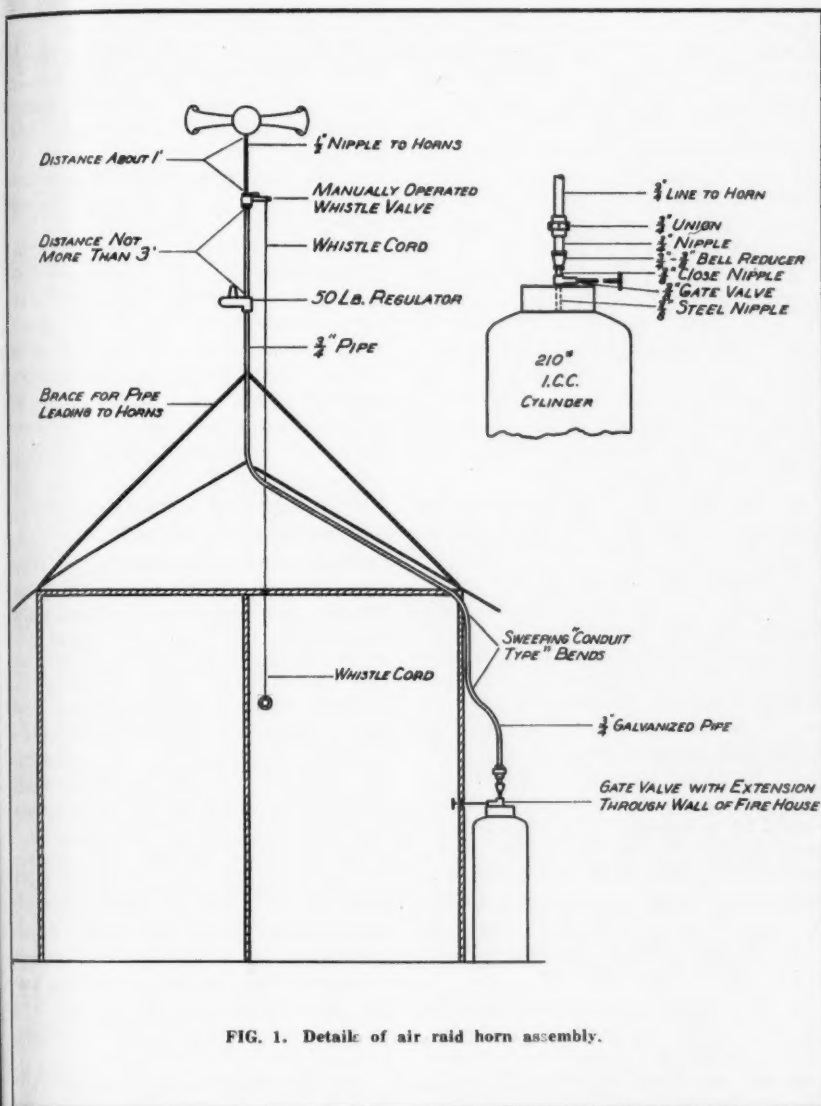 DISTANCE ABOUT 1'
1/2" NIPPLE TO HORNS
MANUALLY OPERATED
WHISTLE VALVE
DISTANCE NOT
MORE THAN 3'
WHISTLE CORD
50 LB. REGULATOR
3/4" PIPE
BRACE FOR PIPE
LEADING TO HORNS
3/4" LINE TO HORN
3/4" UNION
NIPPLE
BELL REDUCER
CLOSE NIPPLE
GATE VALVE
STEEL NIPPLE
210#
I.C.C.
CYLINDER
SWEEPING "CONDUIT
TYPE" BENDS
WHISTLE CORD
3/4" GALVANIZED PIPE
GATE VALVE WITH EXTENSION
THROUGH WALL OF FIRE HOUSE
FIG. 1. Details of air raid horn assembly.